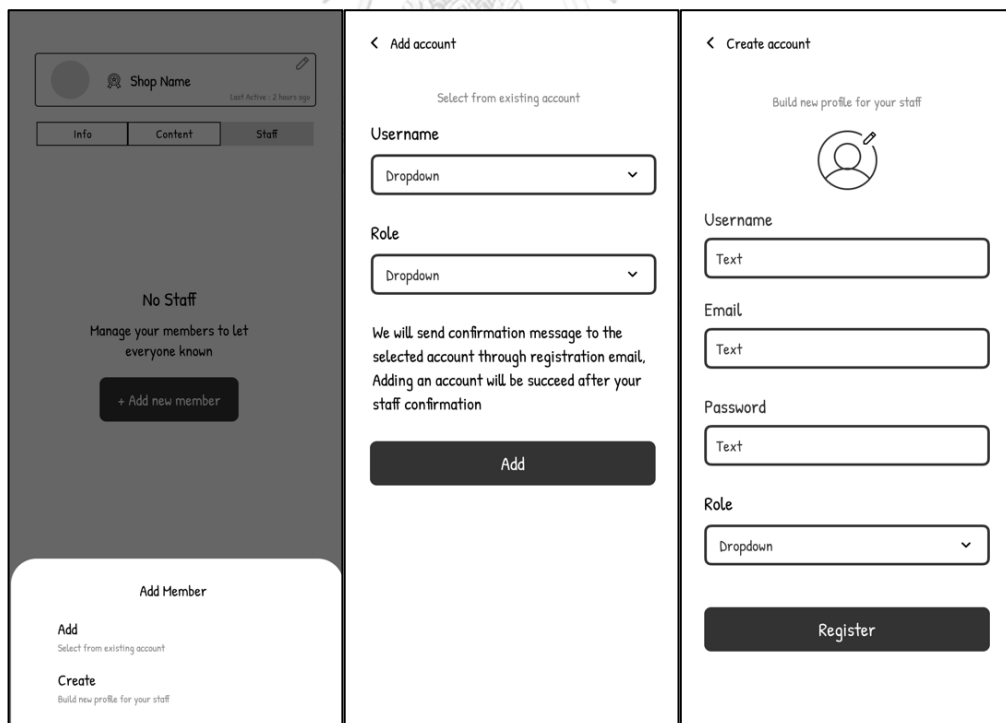 Shop Name
Last Active : 2 hours ago
Info
Content
Staff
No Staff
Manage your members to let
everyone known
+ Add new member
Add Member
Add
Select from existing account
Create
Build new profile for your staff
Add account
Select from existing account
Username
Dropdown
Role
Dropdown
We will send confirmation message to the
selected account through registration email,
Adding an account will be succeed after your
staff confirmation
Add
Create account
Build new profile for your staff
Username
Text
Email
Text
Password
Text
Role
Dropdown
Register